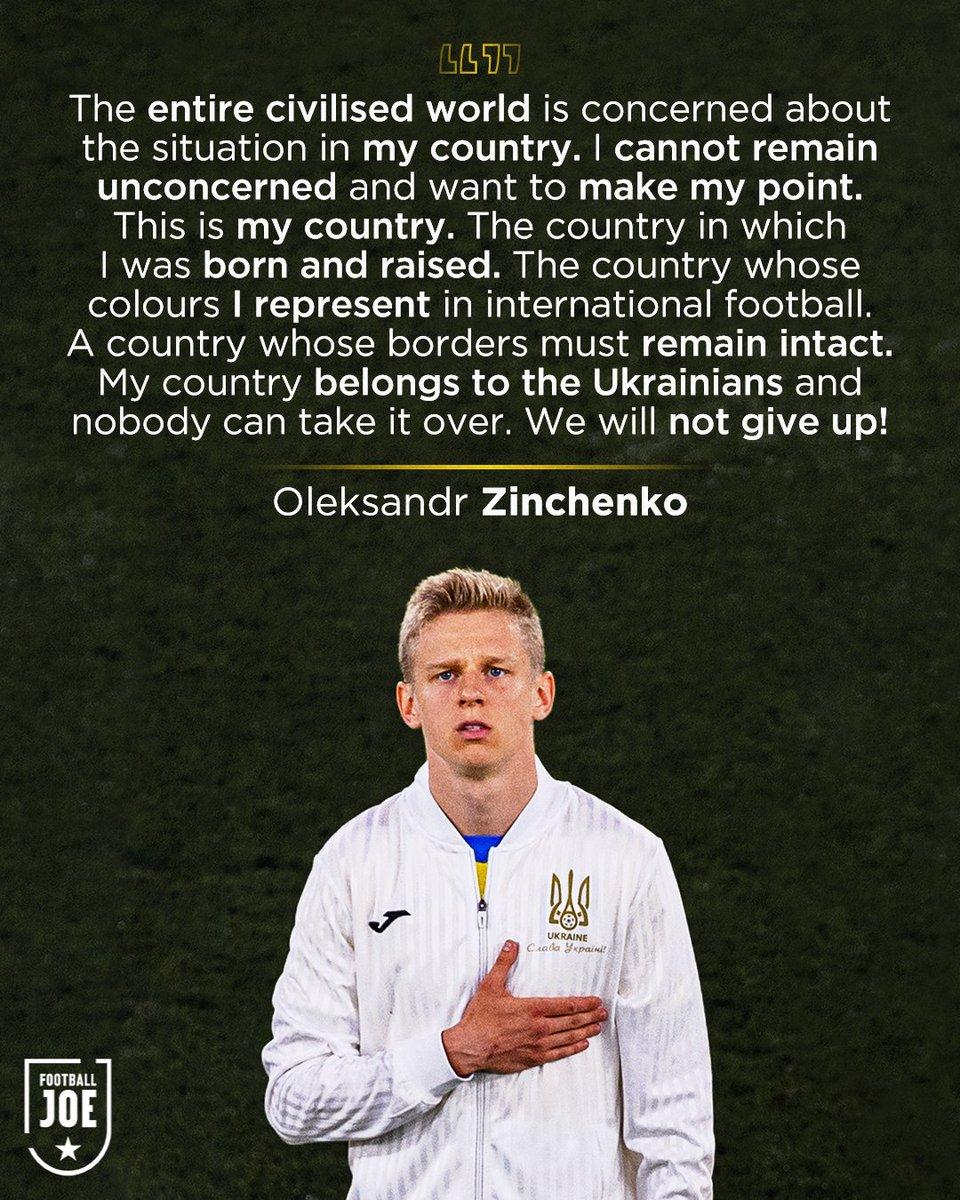 The entire civilised world is concerned about
the situation in my country. I cannot remain
unconcerned and want to make my point.
This is my country. The country in which
I was born and raised. The country whose
colours I represent in international football.
A country whose borders must remain intact.
My country belongs to the Ukrainians and
nobody can take it over. We will not give up!
Oleksandr Zinchenko
UKRAINE
Слава Україні!
FOOTBALL
JOE